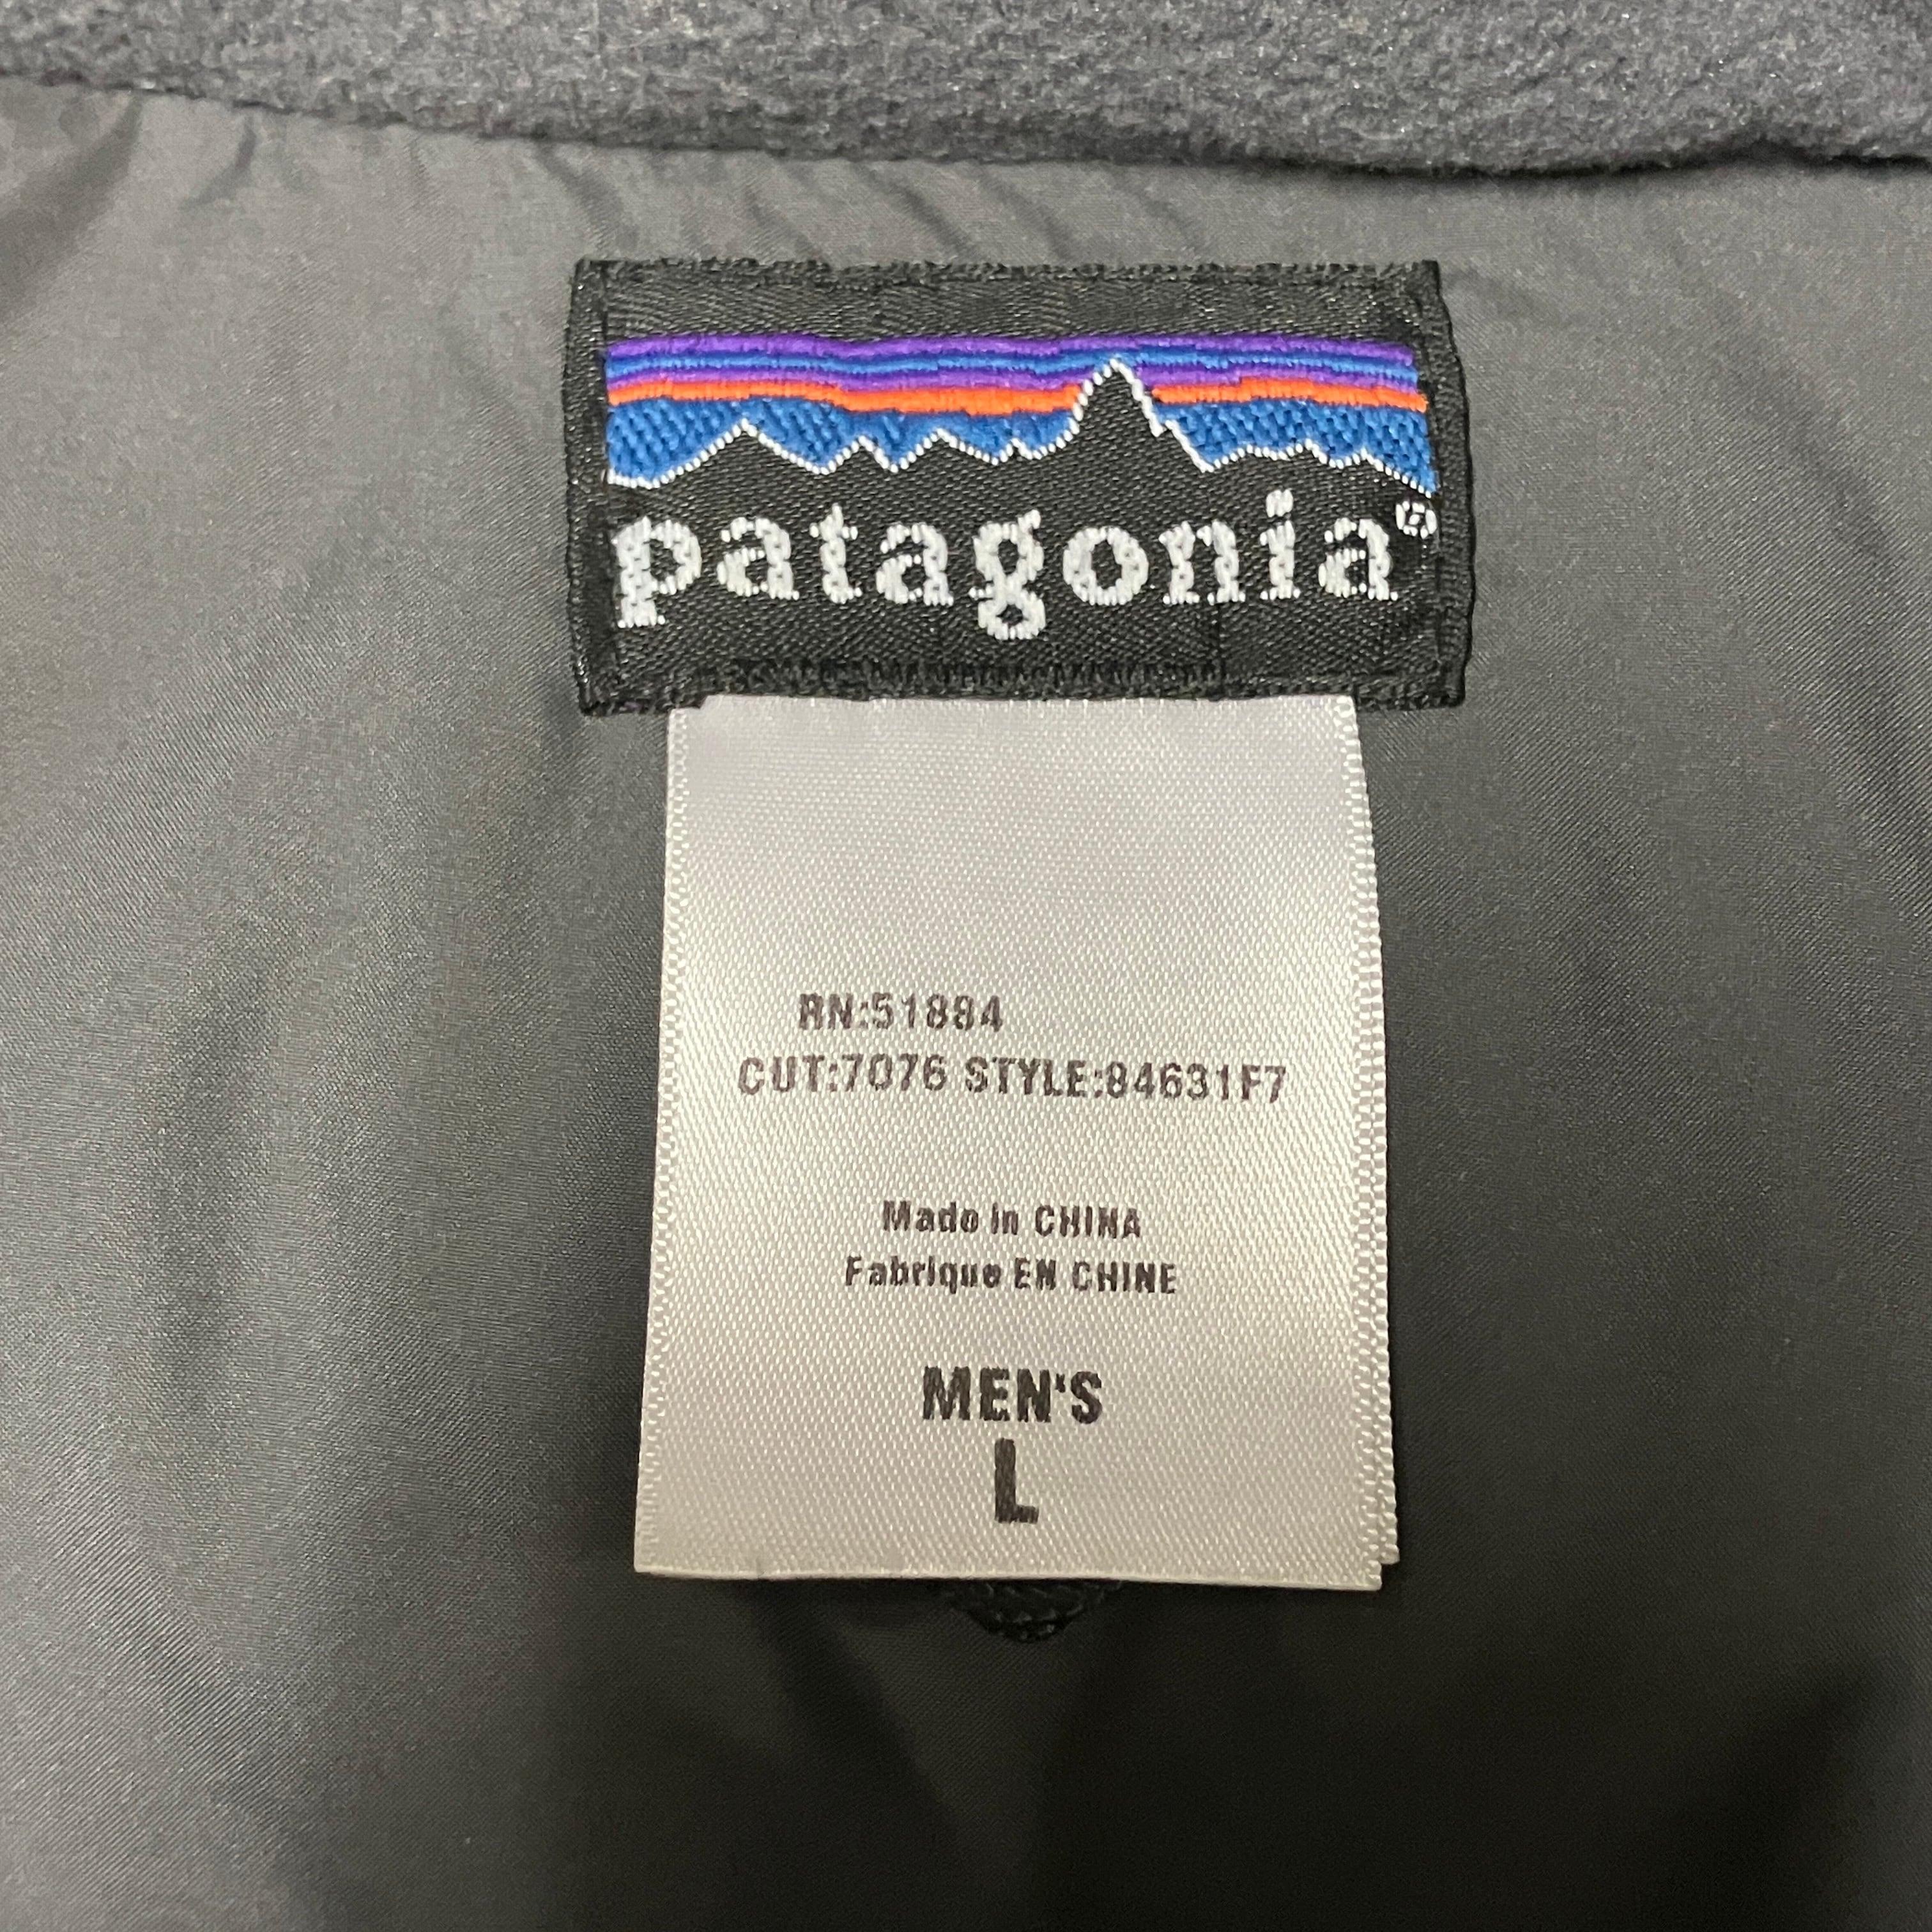 patagonia®
RN:51884
CUT:7076 STYLE:84631F7
Made in CHINA
Fabrique EN CHINE
MEN'S
L